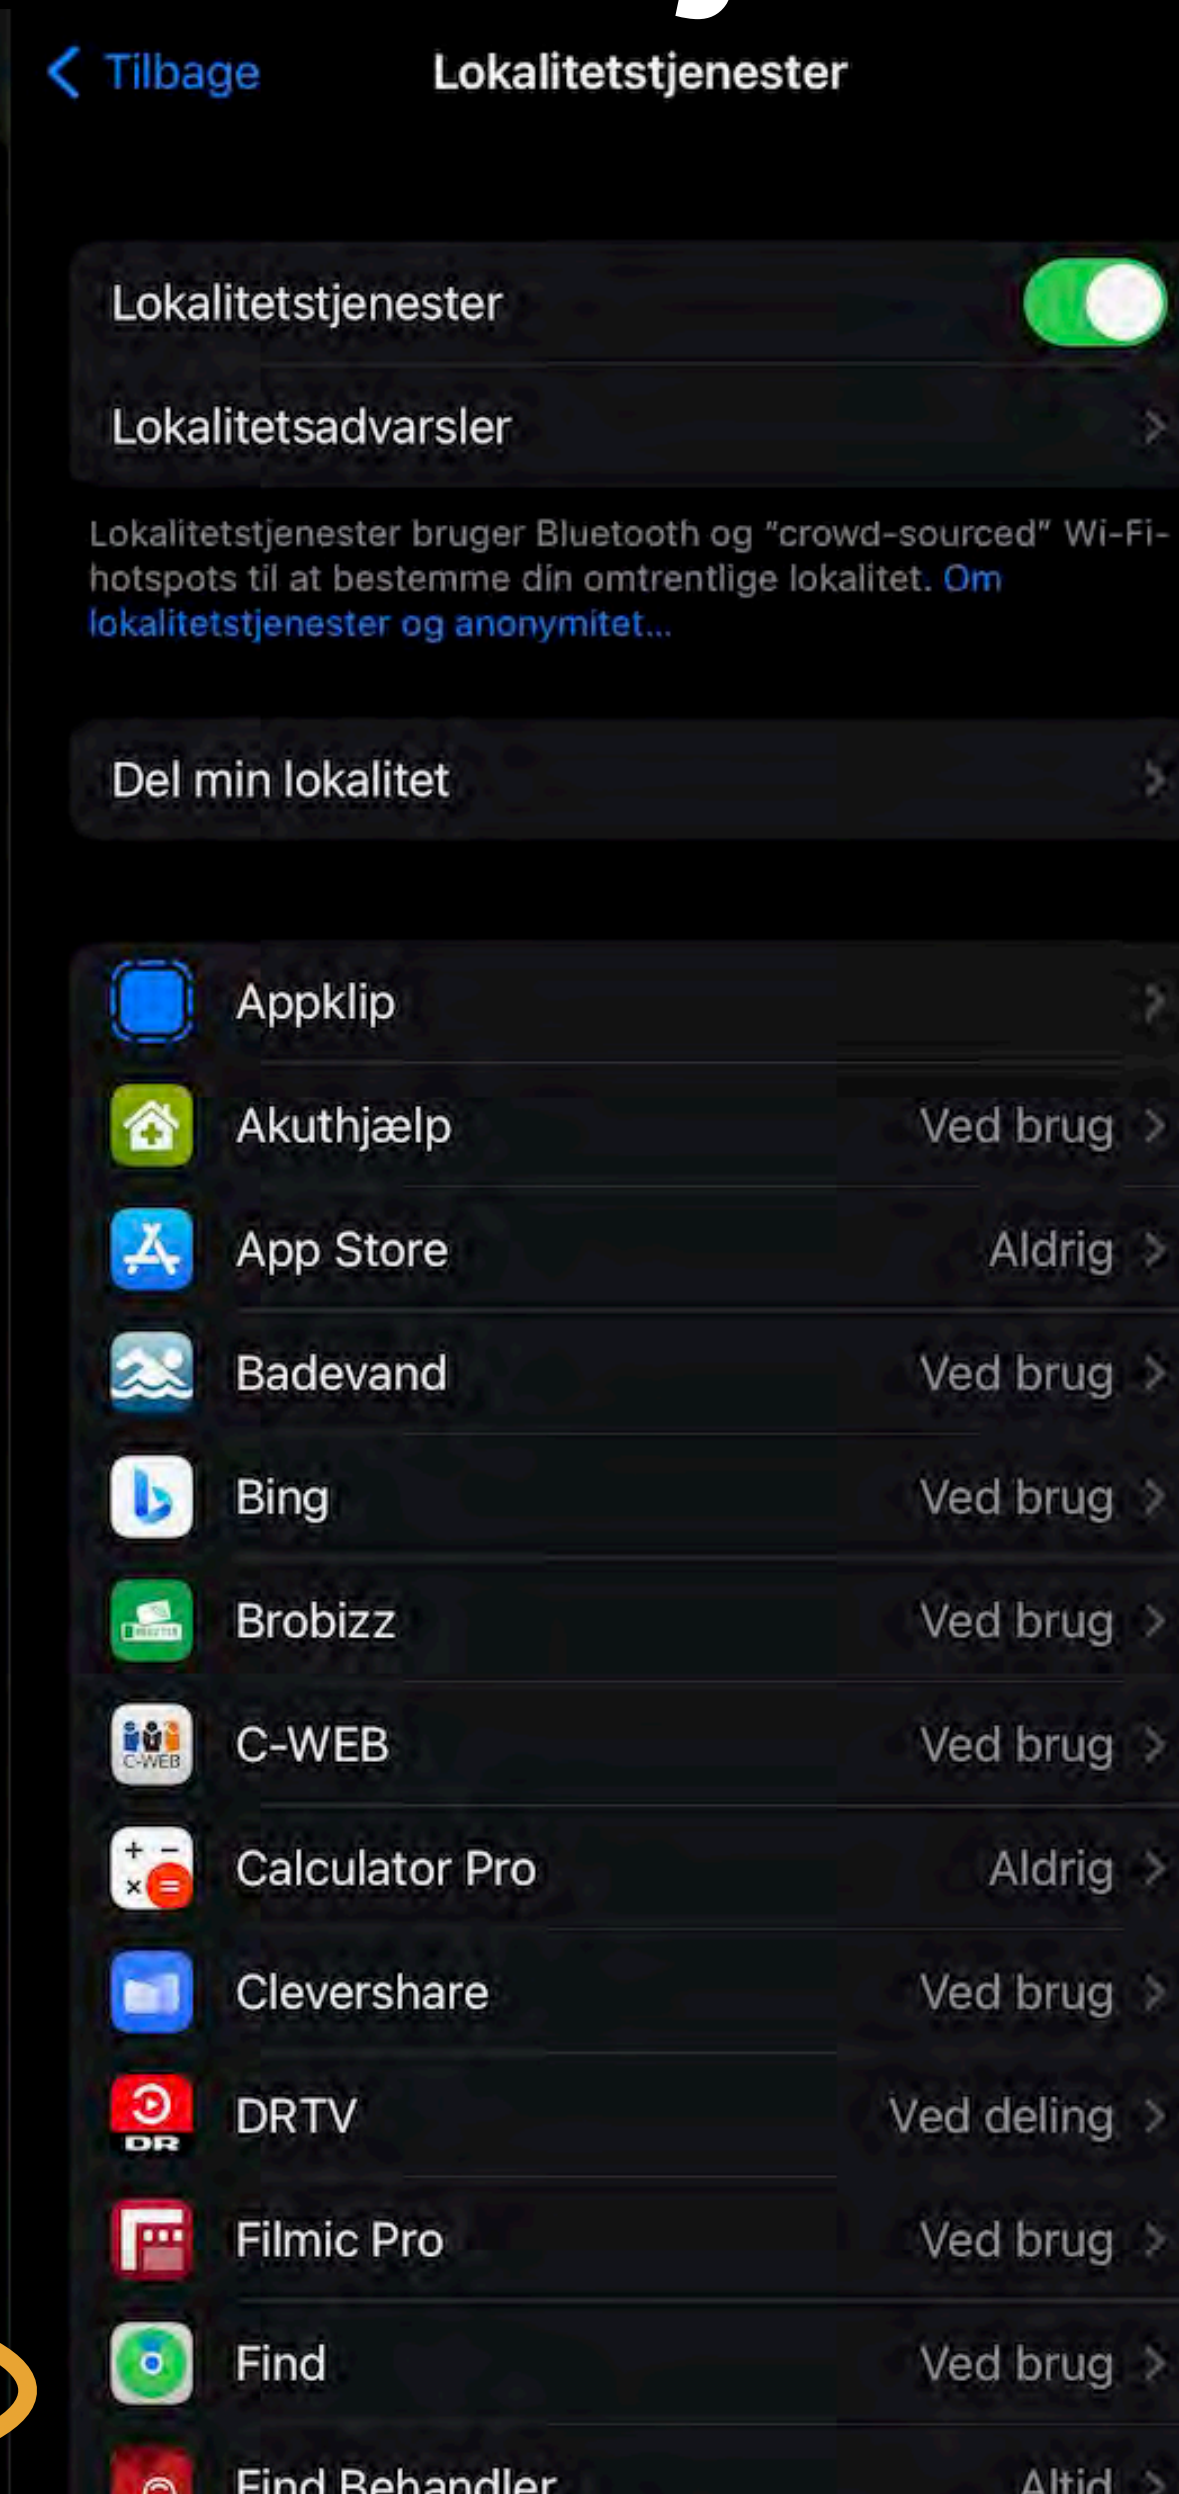 Tilbage
Lokalitetstjenester
Lokalitetstjenester
Lokalitetsadvarsler
Lokalitetstjenester bruger Bluetooth og "crowd-sourced" Wi-Fi-
hotspots til at bestemme din omtrentlige lokalitet. Om
lokalitetstjenester og anonymitet...
Del min lokalitet
Appklip
Akuthjælp Ved brug
App Store Aldrig
Badevand Ved brug
Bing Ved brug
Brobizz Ved brug
C-WEB C-WEB Ved brug
Calculator Pro Aldrig
Clevershare Ved brug
DR DRTV Ved deling
Filmic Pro Ved brug
Find Ved brug
Find Behandler Altid